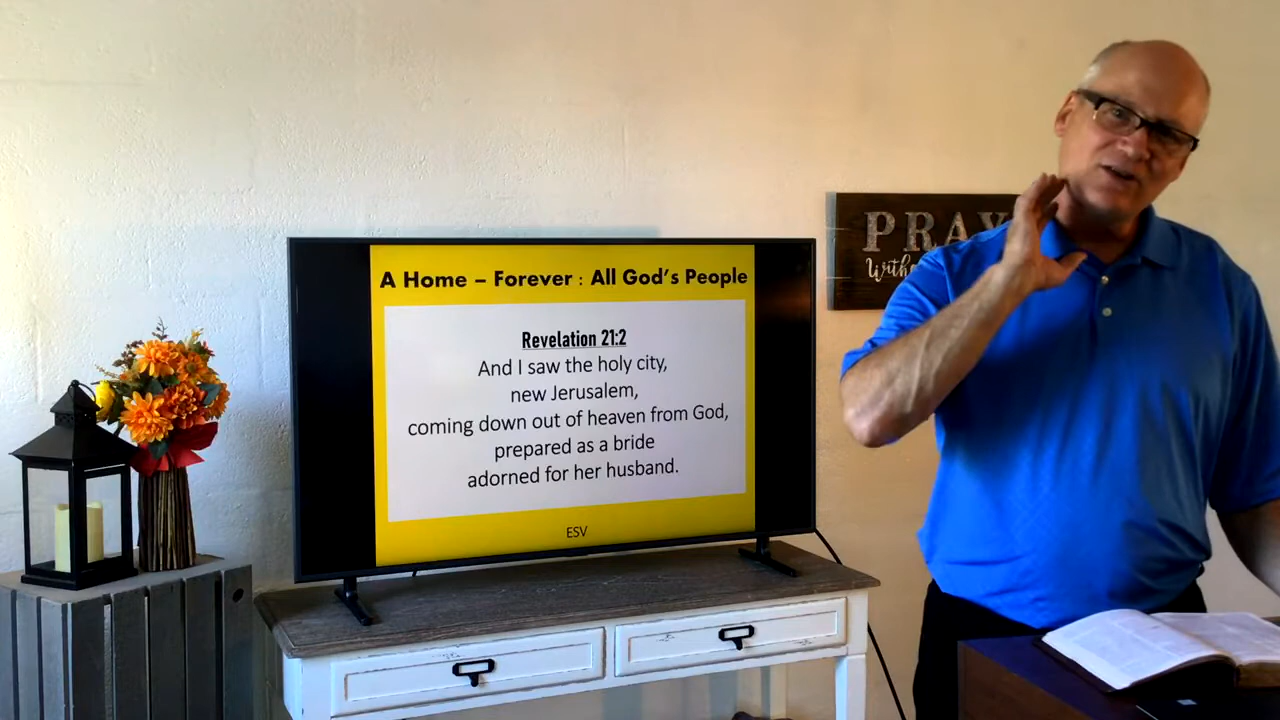 A Home – Forever : All God's People
Revelation 21:2
And I saw the holy city,
new Jerusalem,
coming down out of heaven from God,
prepared as a bride
adorned for her husband.
ESV
PRAY